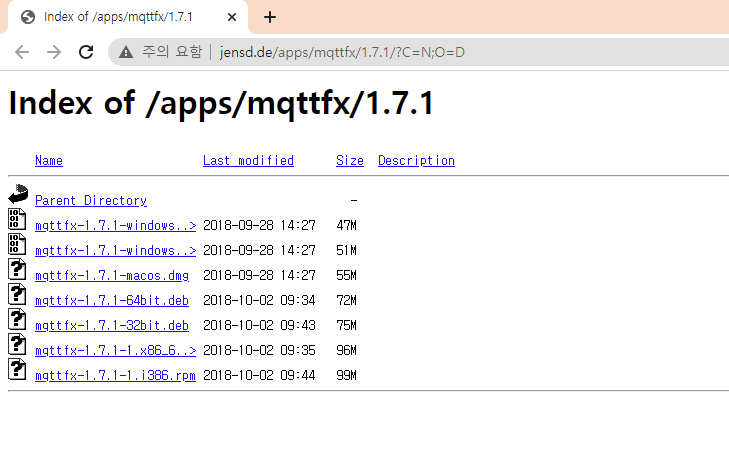 Index of /apps/mqttfx/1.7.1
주의 요함 | jensd.de/apps/mqttfx/1.7.1/?C=N;O=D
Index of /apps/mqttfx/1.7.1
Name Last modified Size Description
Parent Directory -
mqttfx-1.7.1-windows..> 2018-09-28 14:27 47M
mqttfx-1.7.1-windows..> 2018-09-28 14:27 51M
mqttfx-1.7.1-macos.dmg 2018-09-28 14:27 55M
mqttfx-1.7.1-64bit.deb 2018-10-02 09:34 72M
mqttfx-1.7.1-32bit.deb 2018-10-02 09:43 75M
mqttfx-1.7.1-1.x86_6..> 2018-10-02 09:35 96M
mqttfx-1.7.1-1.i386.rpm 2018-10-02 09:44 99M